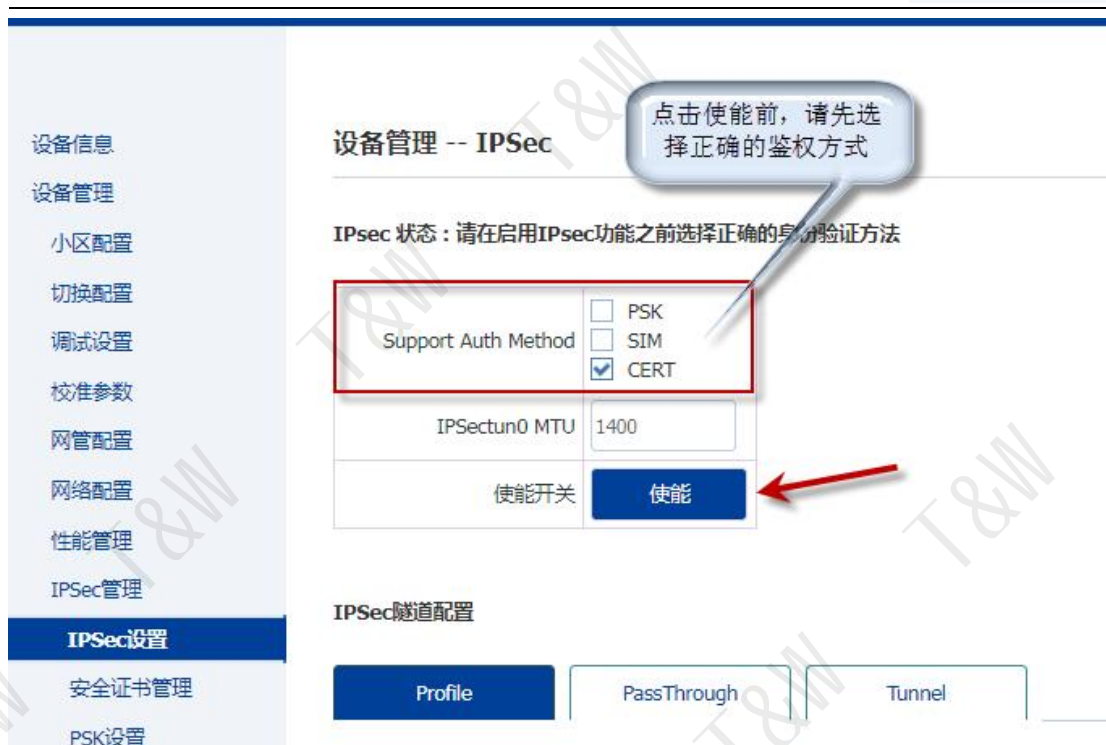 点击使能前，请先选
择正确的鉴权方式
设备信息
设备管理
小区配置
切换配置
调试设置
校准参数
网管配置
网络配置
性能管理
IPSec管理
IPSec设置
安全证书管理
PSK设置
设备管理 -- IPSec
IPsec 状态：请在启用IPsec功能之前选择正确的身份验证方法
Support Auth Method
PSK
SIM
CERT
IPSectun0 MTU
1400
使能开关
使能
IPSec隧道配置
Profile
PassThrough
Tunnel
T&W
T&W
T&W
T&W
T&W
W